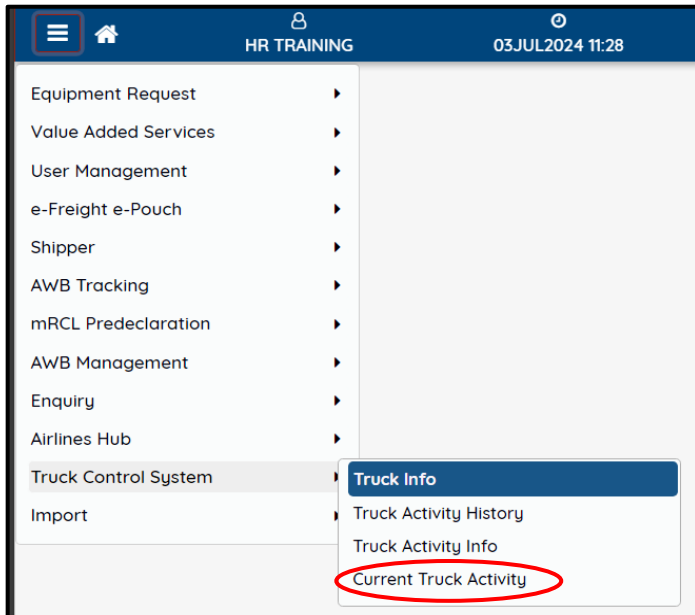 HR TRAINING
03JUL2024 11:28
Equipment Request
Value Added Services
User Management
e-Freight e-Pouch
Shipper
AWB Tracking
mRCL Predeclaration
AWB Management
Enquiry
Airlines Hub
Truck Control System
Import
Truck Info
Truck Activity History
Truck Activity Info
Current Truck Activity